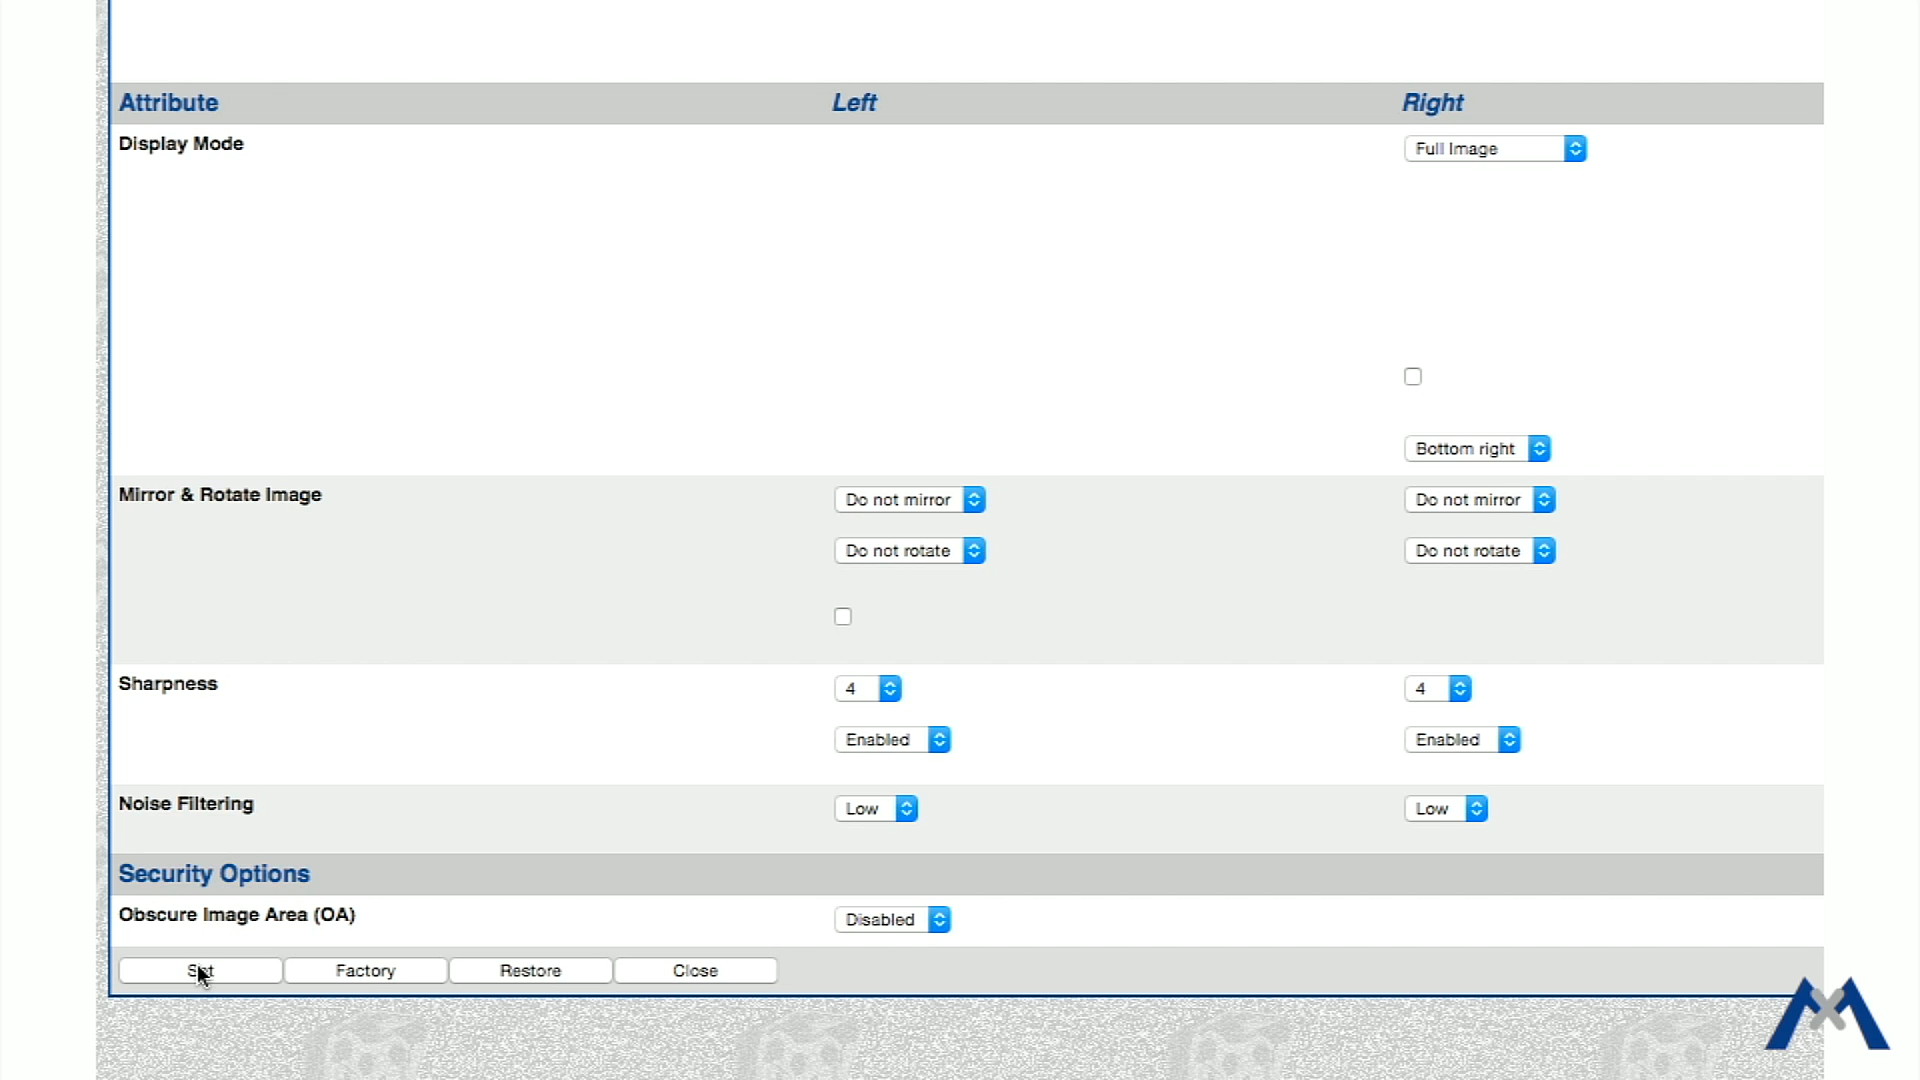 Attribute Left Right
Display Mode Full Image
Bottom right
Mirror & Rotate Image Do not mirror Do not mirror
Do not rotate Do not rotate
Sharpness 4 4
Enabled Enabled
Noise Filtering Low Low
Security Options
Obscure Image Area (OA) Disabled
Set Factory Restore Close